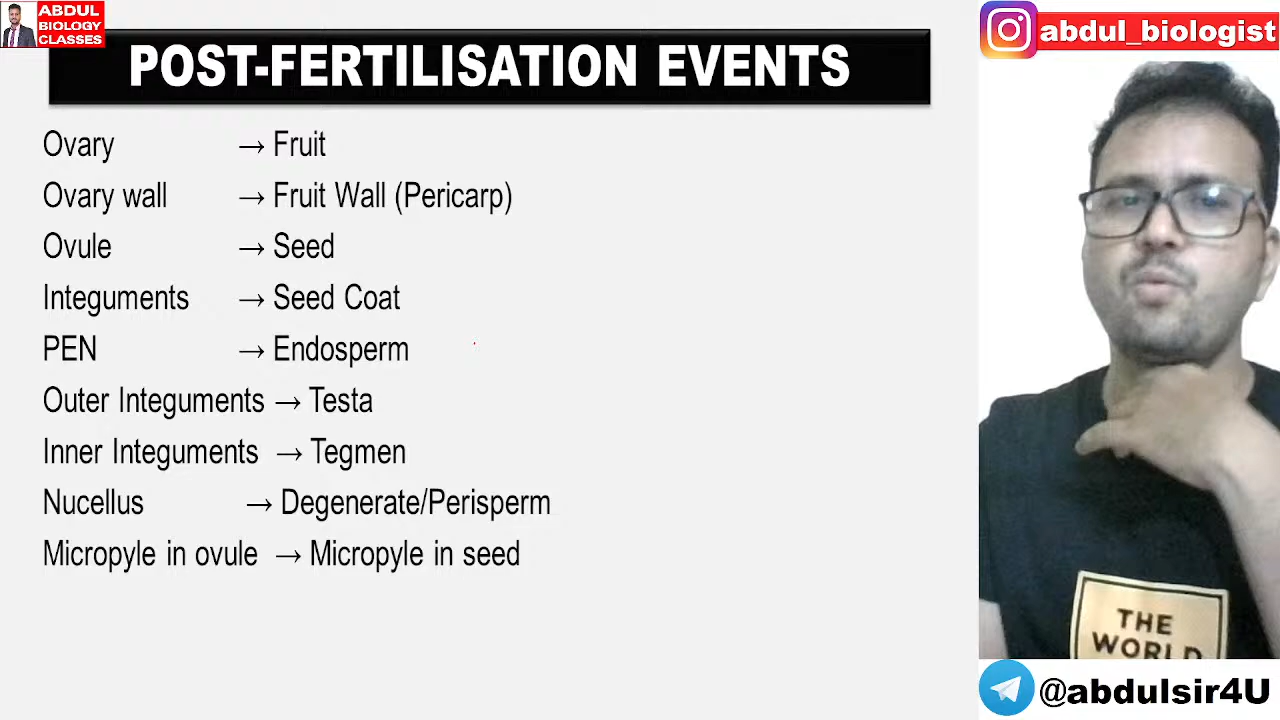 ABDUL
BIOLOGY
CLASSES
abdul_biologist
POST-FERTILISATION EVENTS
Ovary → Fruit
Ovary wall → Fruit Wall (Pericarp)
Ovule → Seed
Integuments → Seed Coat
PEN → Endosperm
Outer Integuments → Testa
Inner Integuments → Tegmen
Nucellus → Degenerate/Perisperm
Micropyle in ovule → Micropyle in seed
THE
WORLD
@abdulsir4U